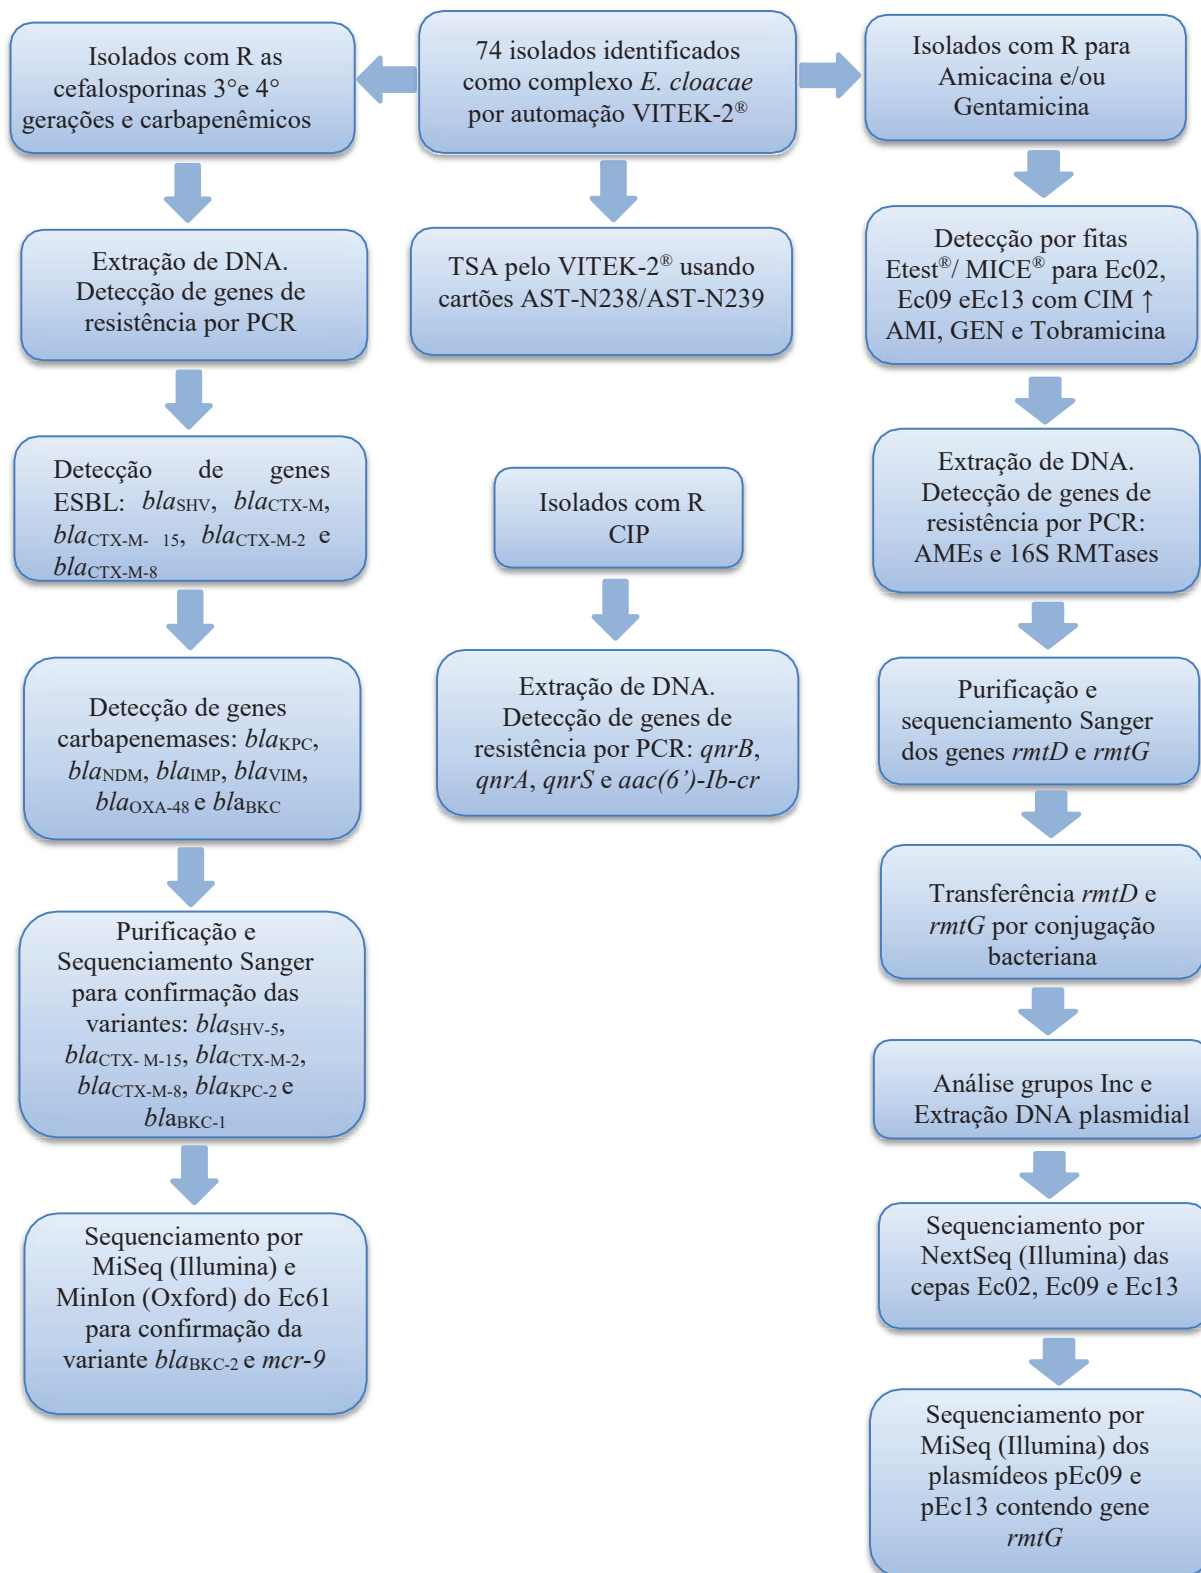 Isolados com R as
cefalosporinas 3°e 4°
gerações e carbapenêmicos
74 isolados identificados
como complexo E. cloacae
por automação VITEK-2®
Isolados com R para
Amicacina e/ou
Gentamicina
Extração de DNA.
Detecção de genes de
resistência por PCR
TSA pelo VITEK-2® usando
cartões AST-N238/AST-N239
Detecção por fitas
Etest®/ MICE® para Ec02,
Ec09 eEc13 com CIM ↑
AMI, GEN e Tobramicina
Detecção de genes
ESBL: blaSHV, blaCTX-M,
blaCTX-M- 15, blaCTX-M-2 e
blaCTX-M-8
Isolados com R
CIP
Extração de DNA.
Detecção de genes de
resistência por PCR:
AMEs e 16S RMTases
Detecção de genes
carbapenemases: blaKPC,
blaNDM, blaIMP, blaVIM,
blaOXA-48 e blaBKC
Extração de DNA.
Detecção de genes de
resistência por PCR: qnrB,
qnrA, qnrS e aac(6’)-Ib-cr
Purificação e
sequenciamento Sanger
dos genes rmtD e rmtG
Purificação e
Sequenciamento Sanger
para confirmação das
variantes: blaSHV-5,
blaCTX- M-15, blaCTX-M-2,
blaCTX-M-8, blaKPC-2 e
blaBKC-1
Transferência rmtD e
rmtG por conjugação
bacteriana
Análise grupos Inc e
Extração DNA plasmidial
Sequenciamento por
MiSeq (Illumina) e
MinIon (Oxford) do Ec61
para confirmação da
variante blaBKC-2 e mcr-9
Sequenciamento por
NextSeq (Illumina) das
cepas Ec02, Ec09 e Ec13
Sequenciamento por
MiSeq (Illumina) dos
plasmídeos pEc09 e
pEc13 contendo gene
rmtG